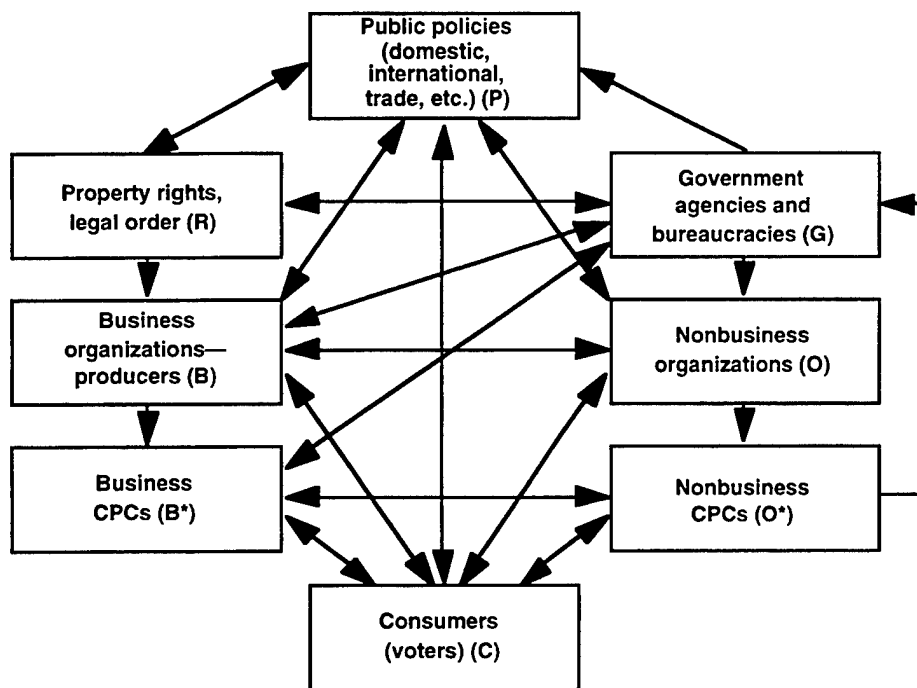 Public policies
(domestic,
international,
trade, etc.) (P)
Property rights,
legal order (R)
Government
agencies and
bureaucracies (G)
Business
organizations—
producers (B)
Nonbusiness
organizations (O)
Business
CPCs (B*)
Nonbusiness
CPCs (O*)
Consumers
(voters) (C)